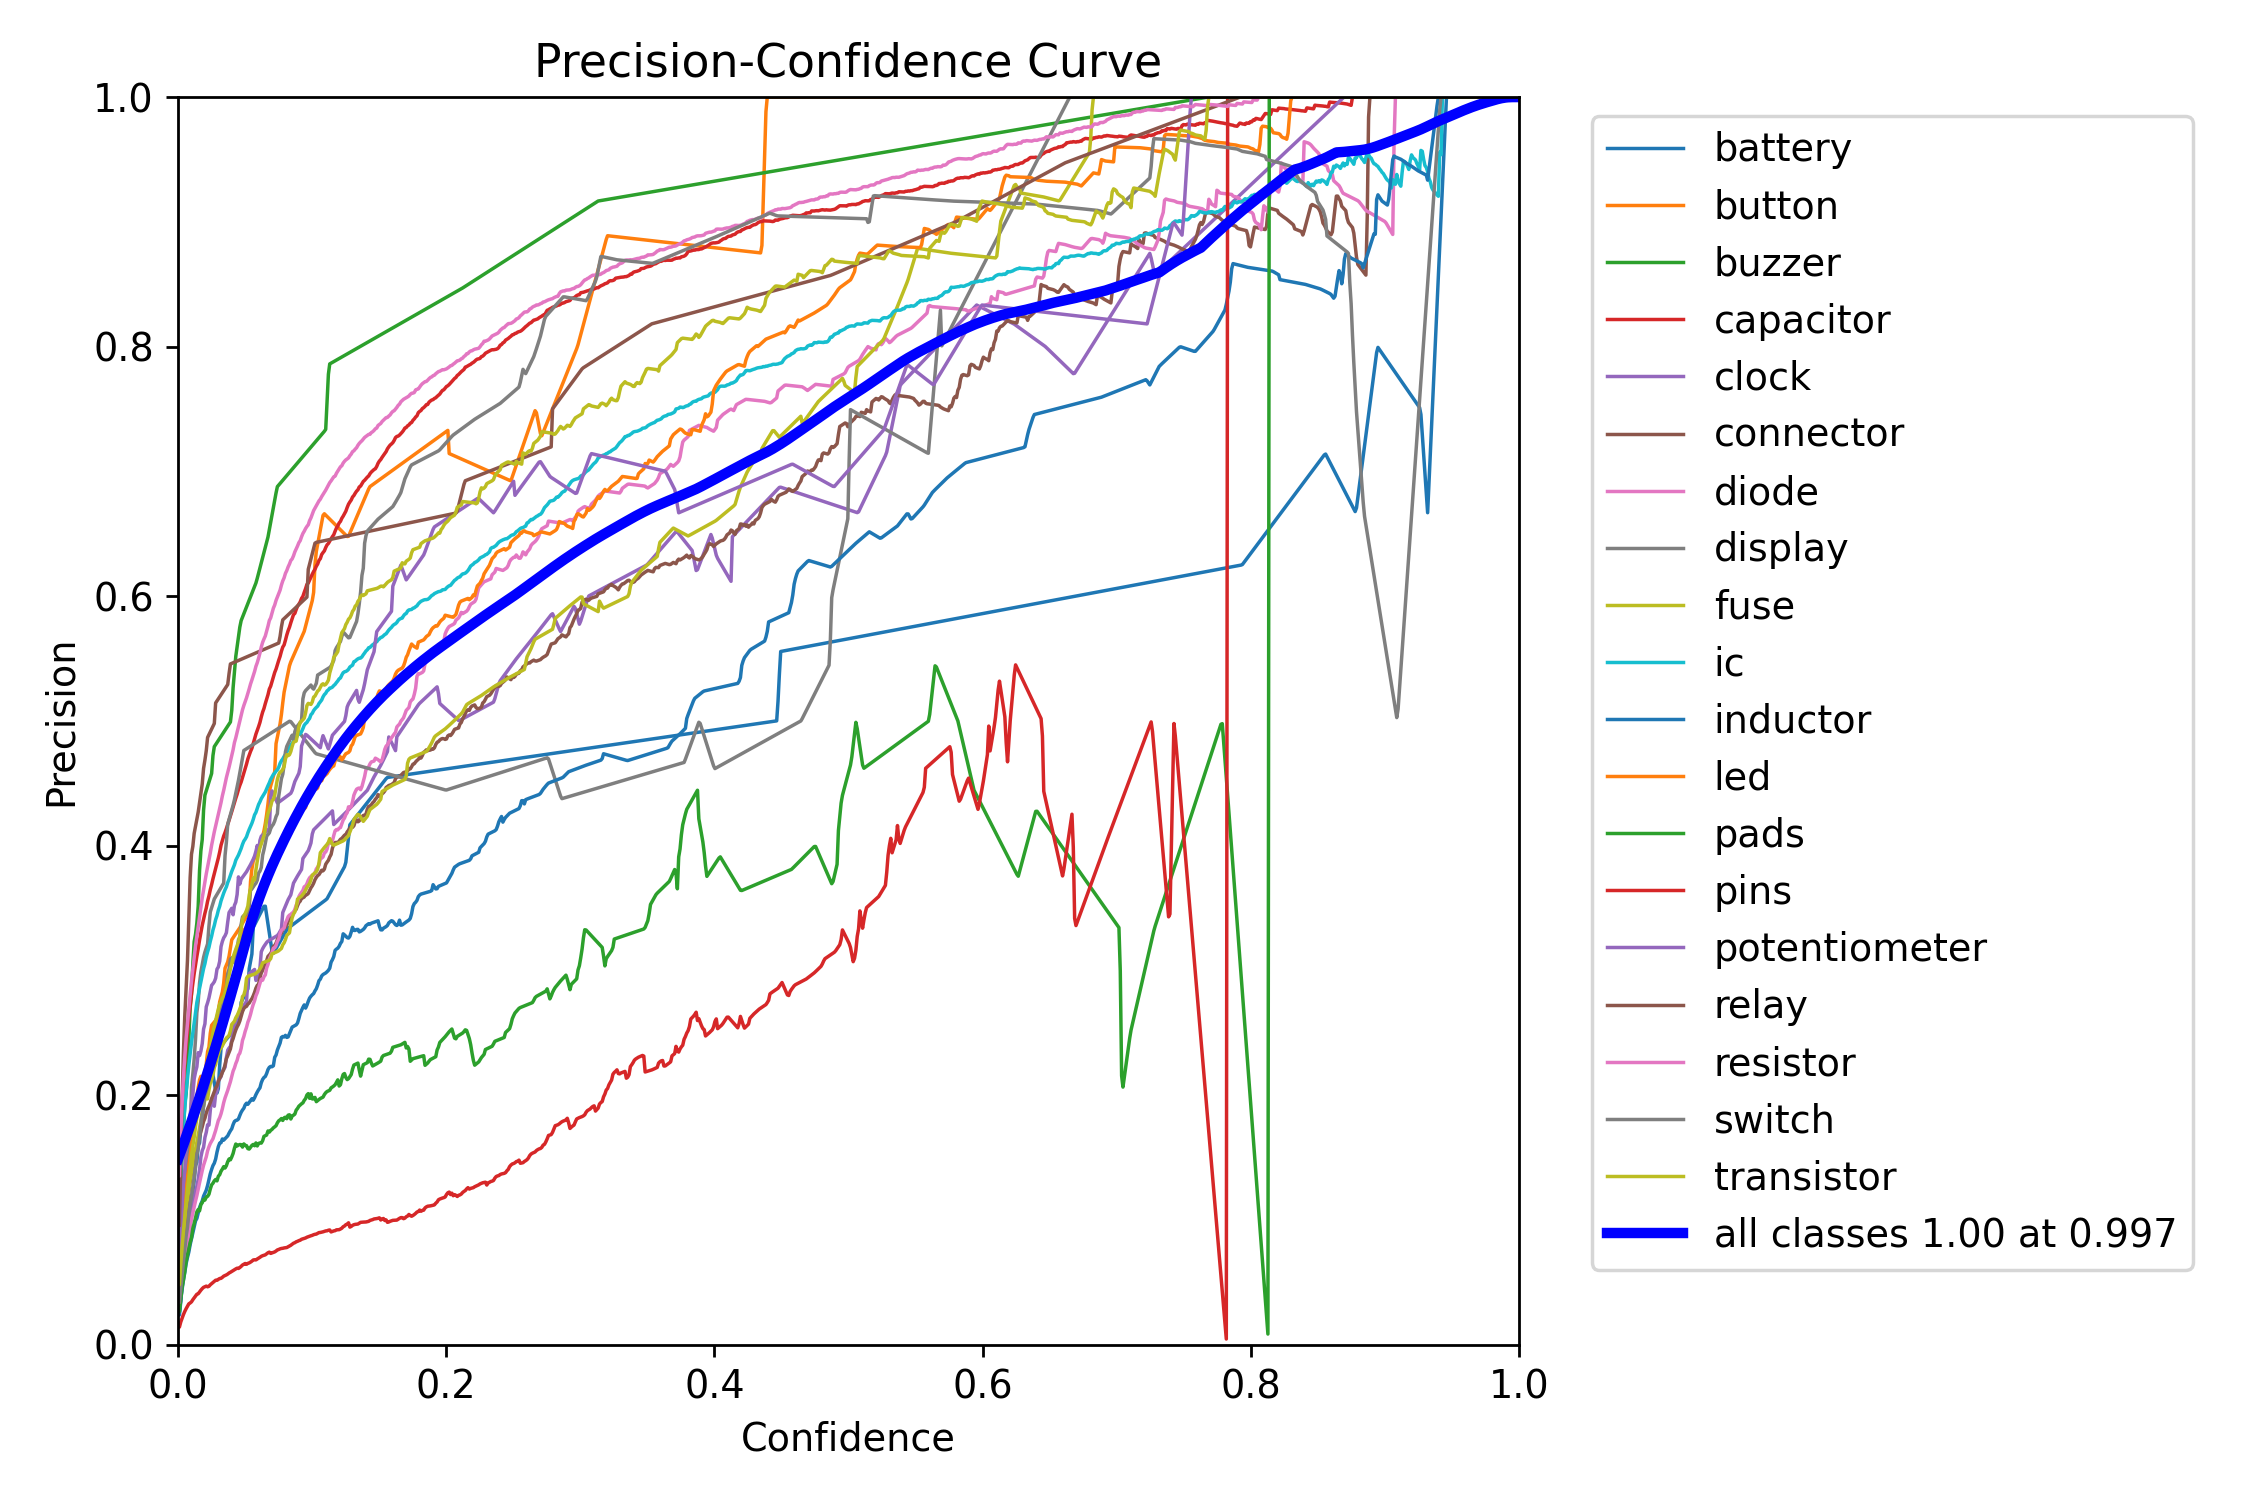 Precision-Confidence Curve
1.0
0.8
0.6
0.4
0.2
0.0
Precision
0.0 0.2 0.4 0.6 0.8 1.0
Confidence
battery
button
buzzer
capacitor
clock
connector
diode
display
fuse
ic
inductor
led
pads
pins
potentiometer
relay
resistor
switch
transistor
all classes 1.00 at 0.997